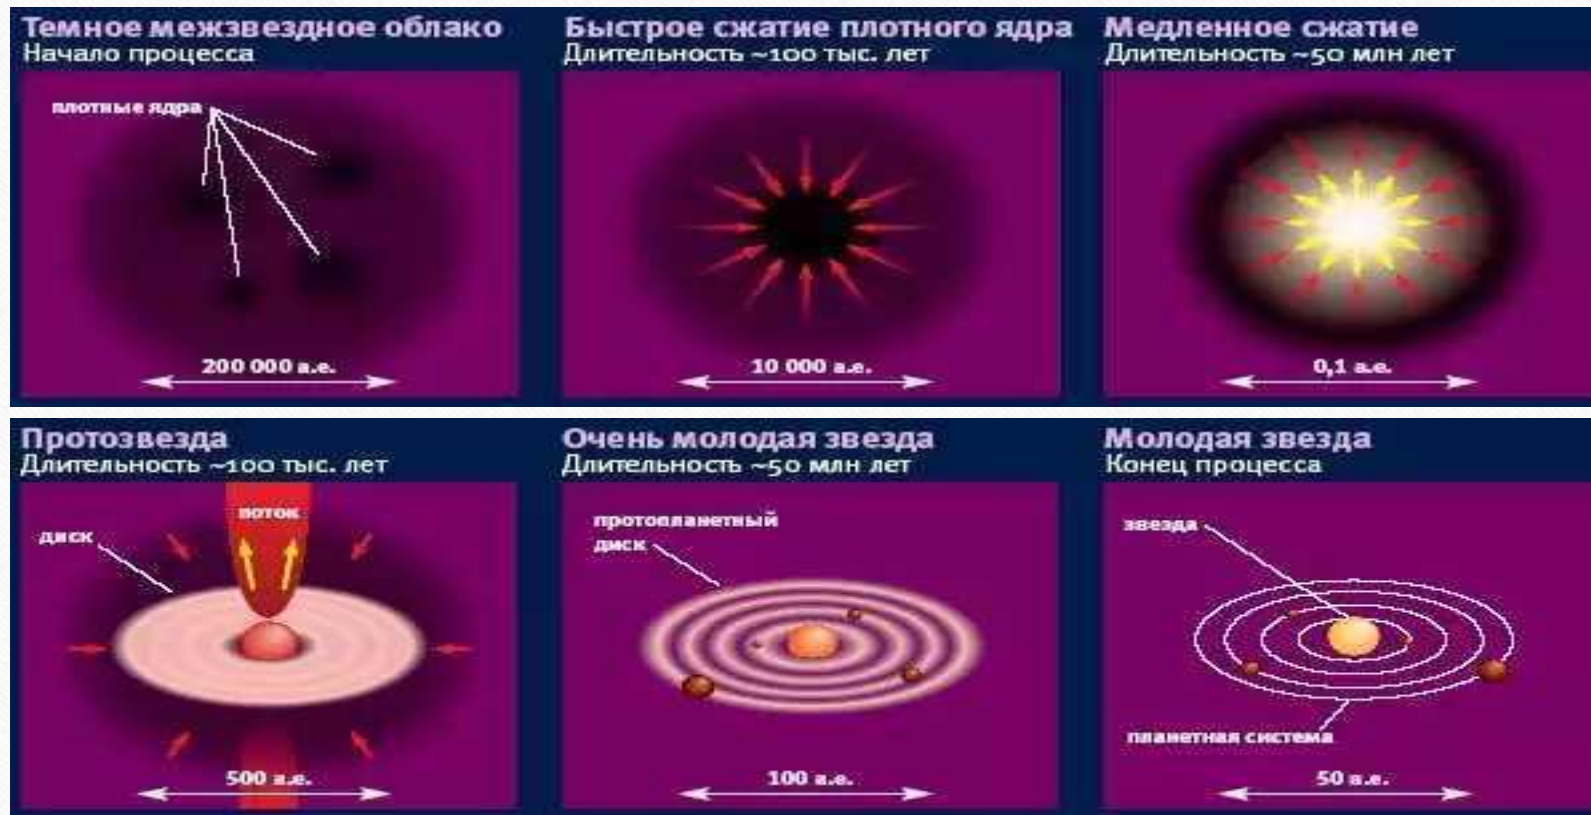 Темное межзвездное облако
Начало процесса
плотные ядра
200 000 а.е.
Быстрое сжатие плотного ядра
Длительность ~100 тыс. лет
10 000 а.е.
Медленное сжатие
Длительность ~50 млн лет
0,1 а.е.
Протозвезда
Длительность ~100 тыс. лет
поток
диск
500 а.е.
Очень молодая звезда
Длительность ~50 млн лет
протопланетный
диск
100 а.е.
Молодая звезда
Конец процесса
звезда
планетная система
50 а.е.